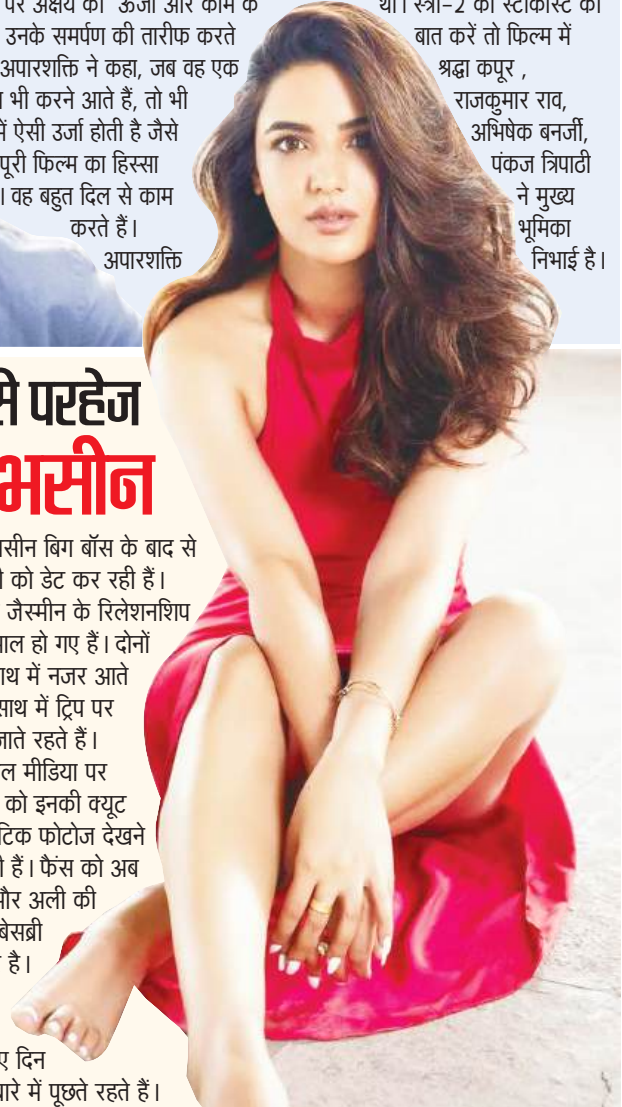 पर अक्षय की ऊर्जा और काम के
उनके समर्पण की तारीफ करते
अपारशक्ति ने कहा, जब वह एक
भी करने आते हैं, तो भी
में ऐसी उर्जा होती है जैसे
पूरी फिल्म का हिस्सा
। वह बहुत दिल से काम
करते हैं।
अपारशक्ति
थी। स्त्री-2 की स्टारकास्ट की
बात करें तो फिल्म में
श्रद्धा कपूर ,
राजकुमार राव,
अभिषेक बनर्जी,
पंकज त्रिपाठी
ने मुख्य
भूमिका
निभाई है।
से परहेज
भसीन
भसीन बिग बॉस के बाद से
को डेट कर रही हैं।
जैस्मीन के रिलेशनशिप
साल हो गए हैं। दोनों
साथ में नजर आते
साथ में ट्रिप पर
जाते रहते हैं।
मीडिया पर
को इनकी क्यूट
फोटोज देखने
हैं। फैंस को अब
और अली की
बेसब्री
है।
दिन
बारे में पूछते रहते हैं।